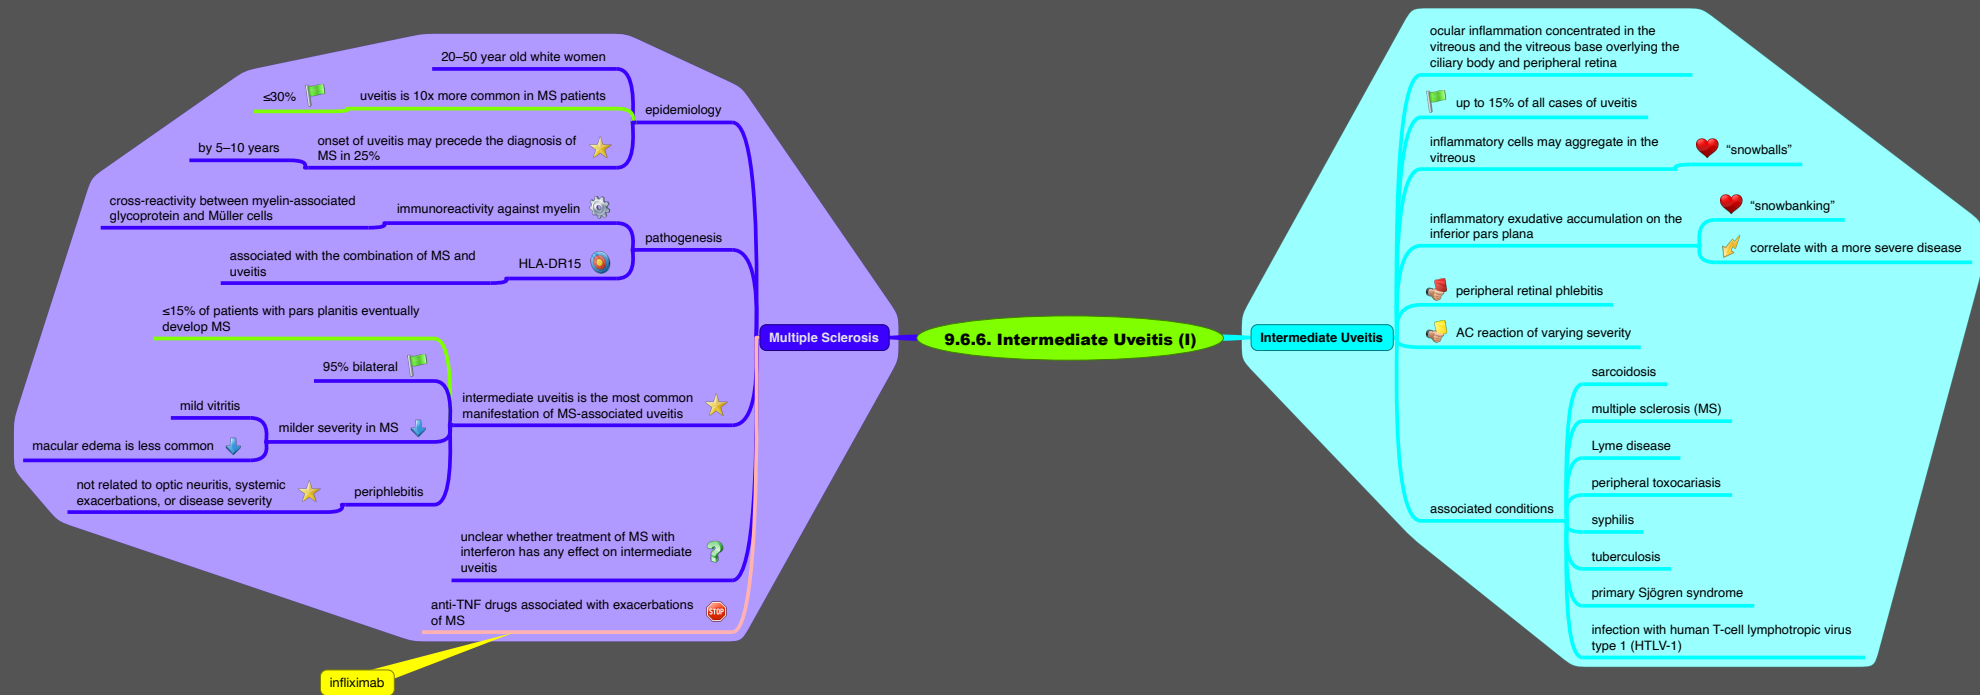 9.6.6. Intermediate Uveitis (I)
Multiple Sclerosis
epidemiology
20–50 year old white women
uveitis is 10x more common in MS patients
≤30%
onset of uveitis may precede the diagnosis of
MS in 25%
by 5–10 years
pathogenesis
immunoreactivity against myelin
cross-reactivity between myelin-associated
glycoprotein and Müller cells
HLA-DR15
associated with the combination of MS and
uveitis
intermediate uveitis is the most common
manifestation of MS-associated uveitis
≤15% of patients with pars planitis eventually
develop MS
95% bilateral
milder severity in MS
mild vitritis
macular edema is less common
periphlebitis
not related to optic neuritis, systemic
exacerbations, or disease severity
unclear whether treatment of MS with
interferon has any effect on intermediate
uveitis
anti-TNF drugs associated with exacerbations
of MS
STOP
infliximab
Intermediate Uveitis
ocular inflammation concentrated in the
vitreous and the vitreous base overlying the
ciliary body and peripheral retina
up to 15% of all cases of uveitis
inflammatory cells may aggregate in the
vitreous
“snowballs”
inflammatory exudative accumulation on the
inferior pars plana
“snowbanking”
correlate with a more severe disease
peripheral retinal phlebitis
AC reaction of varying severity
associated conditions
sarcoidosis
multiple sclerosis (MS)
Lyme disease
peripheral toxocariasis
syphilis
tuberculosis
primary Sjögren syndrome
infection with human T-cell lymphotropic virus
type 1 (HTLV-1)